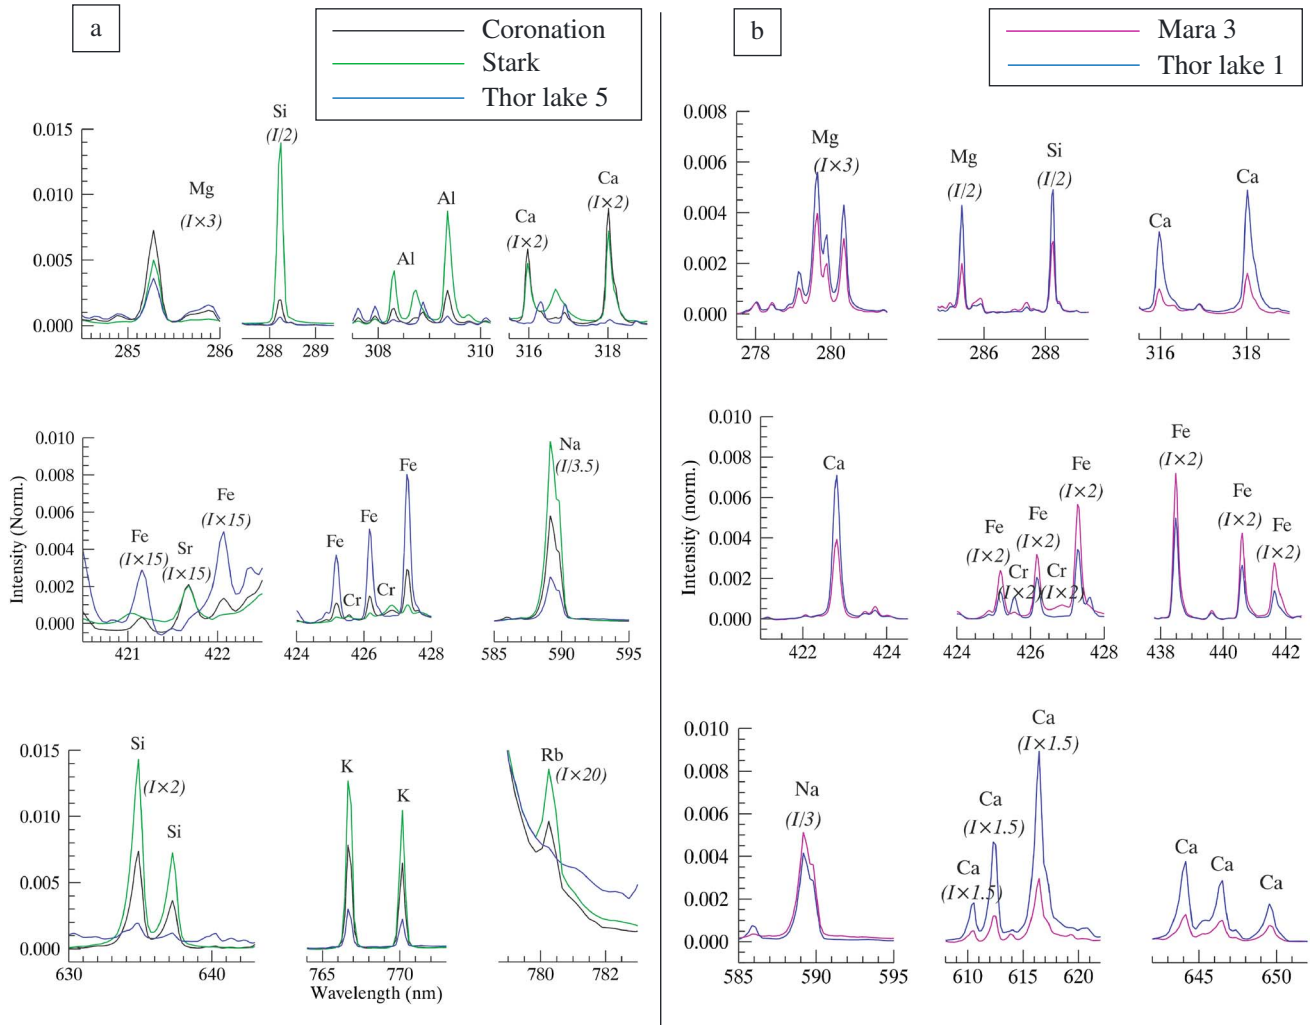 a
Coronation
Stark
Thor lake 5
b
Mara 3
Thor lake 1
0.015
0.010
0.005
0.000
Mg
(I×3)
Si
(I/2)
Al
Al
Ca
(I×2)
Ca
(I×2)
285
286
288
289
308
310
316
318
0.008
0.006
0.004
0.002
0.000
Mg
(I×3)
Mg
(I/2)
Si
(I/2)
Ca
Ca
278
280
286
288
316
318
Intensity (Norm.)
0.010
0.008
0.006
0.004
0.002
0.000
Fe
(I×15)
Sr
(I×15)
Fe
(I×15)
Fe
Cr
Fe
Cr
Fe
Na
(I/3.5)
421
422
424
426
428
585
590
595
Intensity (norm.)
0.010
0.008
0.006
0.004
0.002
0.000
Ca
Fe
(I×2)
Cr
(I×2)
Fe
(I×2)
Cr
(I×2)
Fe
(I×2)
Fe
(I×2)
Fe
(I×2)
Fe
(I×2)
422
424
424
426
428
438
440
442
0.015
0.010
0.005
0.000
Si
(I×2)
Si
K
K
Rb
(I×20)
630
640
765
770
780
782
Wavelength (nm)
0.010
0.008
0.006
0.004
0.002
0.000
Na
(I/3)
Ca
(I×1.5)
Ca
(I×1.5)
Ca
(I×1.5)
Ca
Ca
Ca
585
590
595
610
615
620
645
650